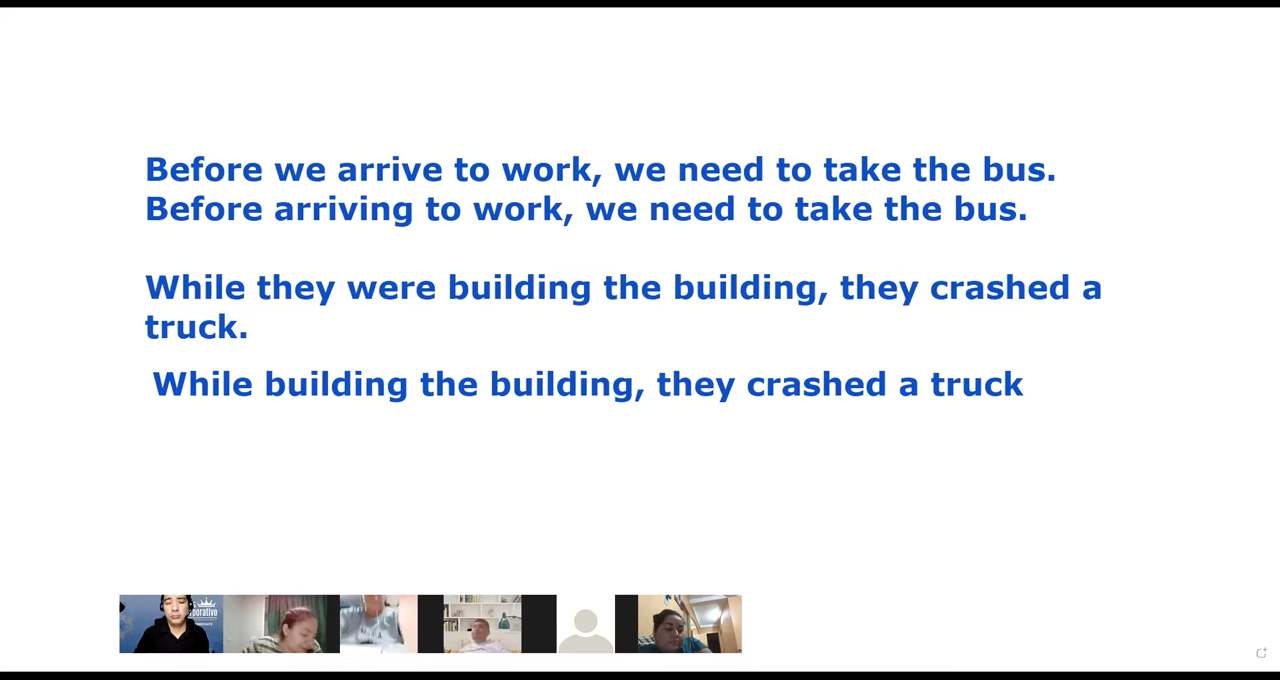 Before we arrive to work, we need to take the bus.
Before arriving to work, we need to take the bus.
While they were building the building, they crashed a
truck.
While building the building, they crashed a truck